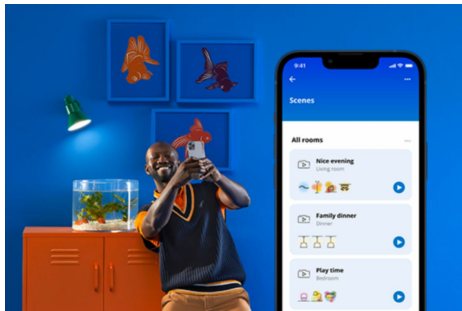 9:41
Scenes
All rooms
Nice evening
Living room
Family dinner
Dinner
Play time
Bedroom